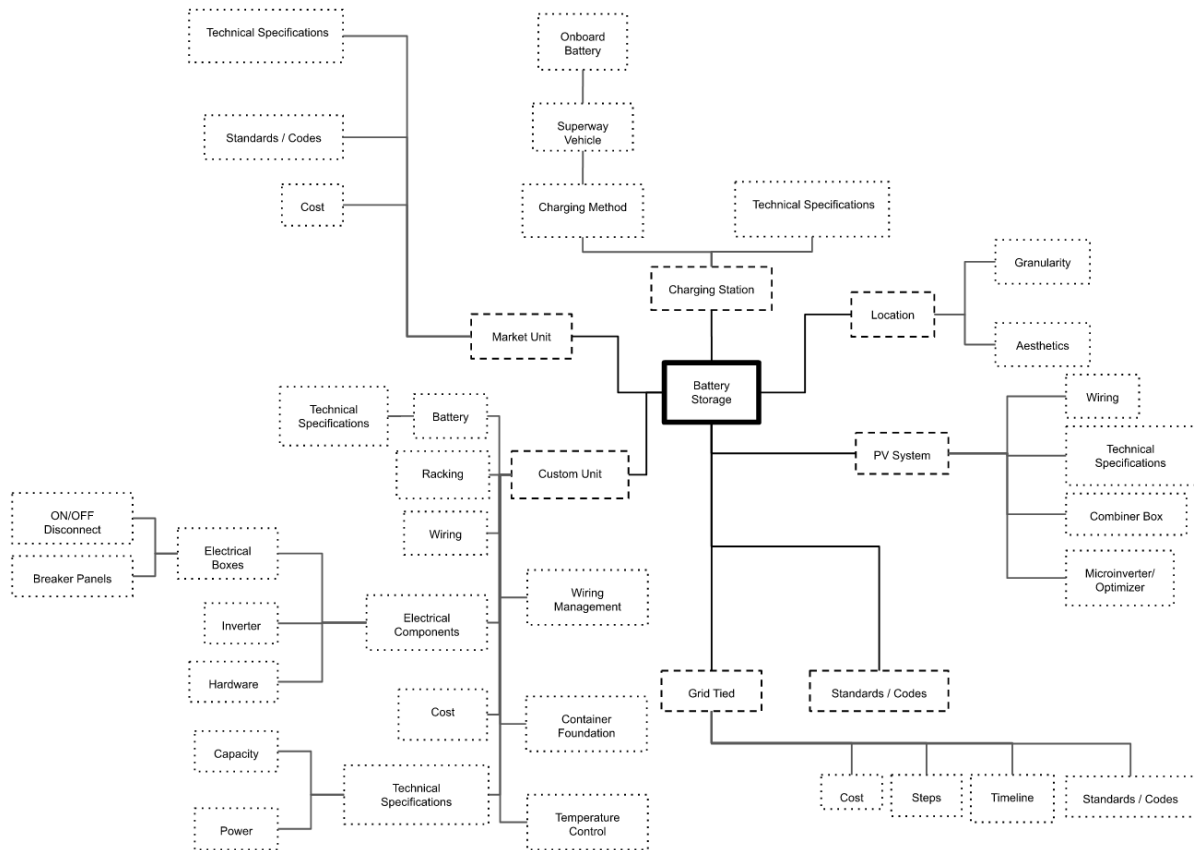 Technical Specifications
Onboard
Battery
Standards / Codes
Superway
Vehicle
Cost
Charging Method
Technical Specifications
Granularity
Charging Station
Location
Market Unit
Aesthetics
Battery
Storage
Wiring
Technical
Specifications
Battery
PV System
Technical
Specifications
Racking
Custom Unit
Combiner Box
ON/OFF
Disconnect
Wiring
Electrical
Boxes
Breaker Panels
Microinverter/
Optimizer
Wiring
Management
Inverter
Electrical
Components
Hardware
Grid Tied
Standards / Codes
Cost
Container
Foundation
Capacity
Technical
Specifications
Cost
Steps
Timeline
Standards / Codes
Power
Temperature
Control